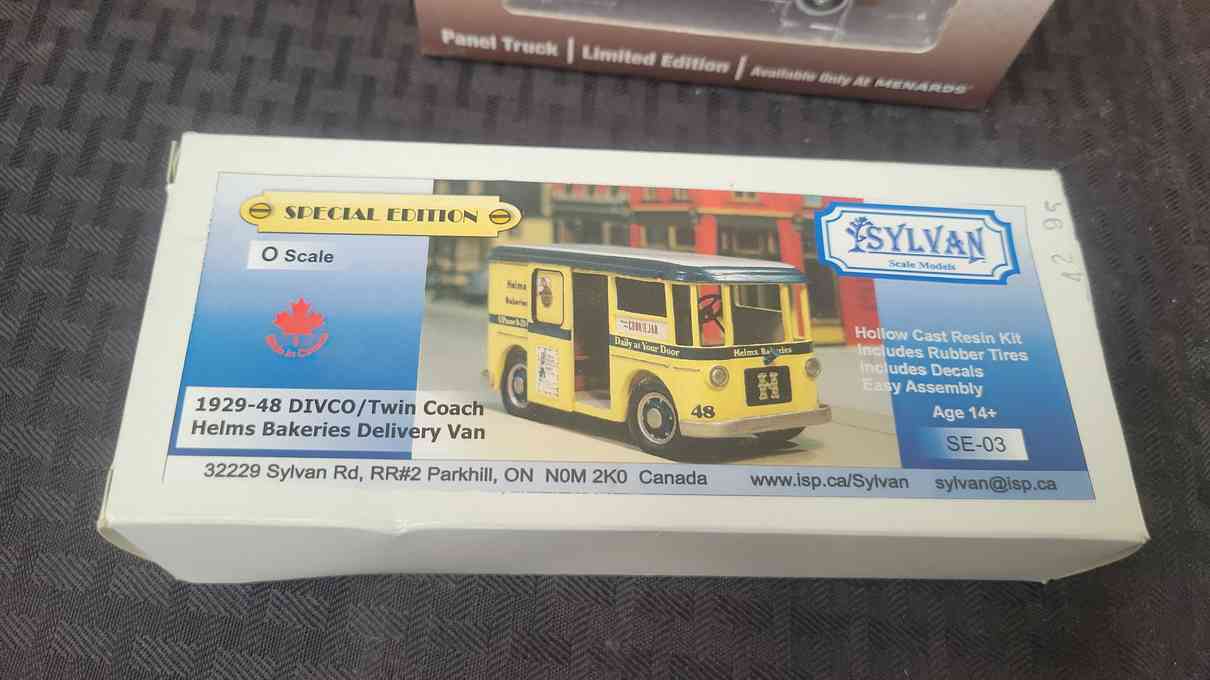 Panel Truck | Limited Edition | Available Only At MENARDS
SPECIAL EDITION
O Scale
Made in Canada
1929-48 DIVCO/Twin Coach
Helms Bakeries Delivery Van
Helms
Bakeries
COOKIE JAR
Daily at Your Door
Helms Bakeries
48
SYLVAN
Scale Models
42 95
Hollow Cast Resin Kit
Includes Rubber Tires
Includes Decals
Easy Assembly
Age 14+
SE-03
32229 Sylvan Rd, RR#2 Parkhill, ON N0M 2K0 Canada
www.isp.ca/Sylvan
sylvan@isp.ca